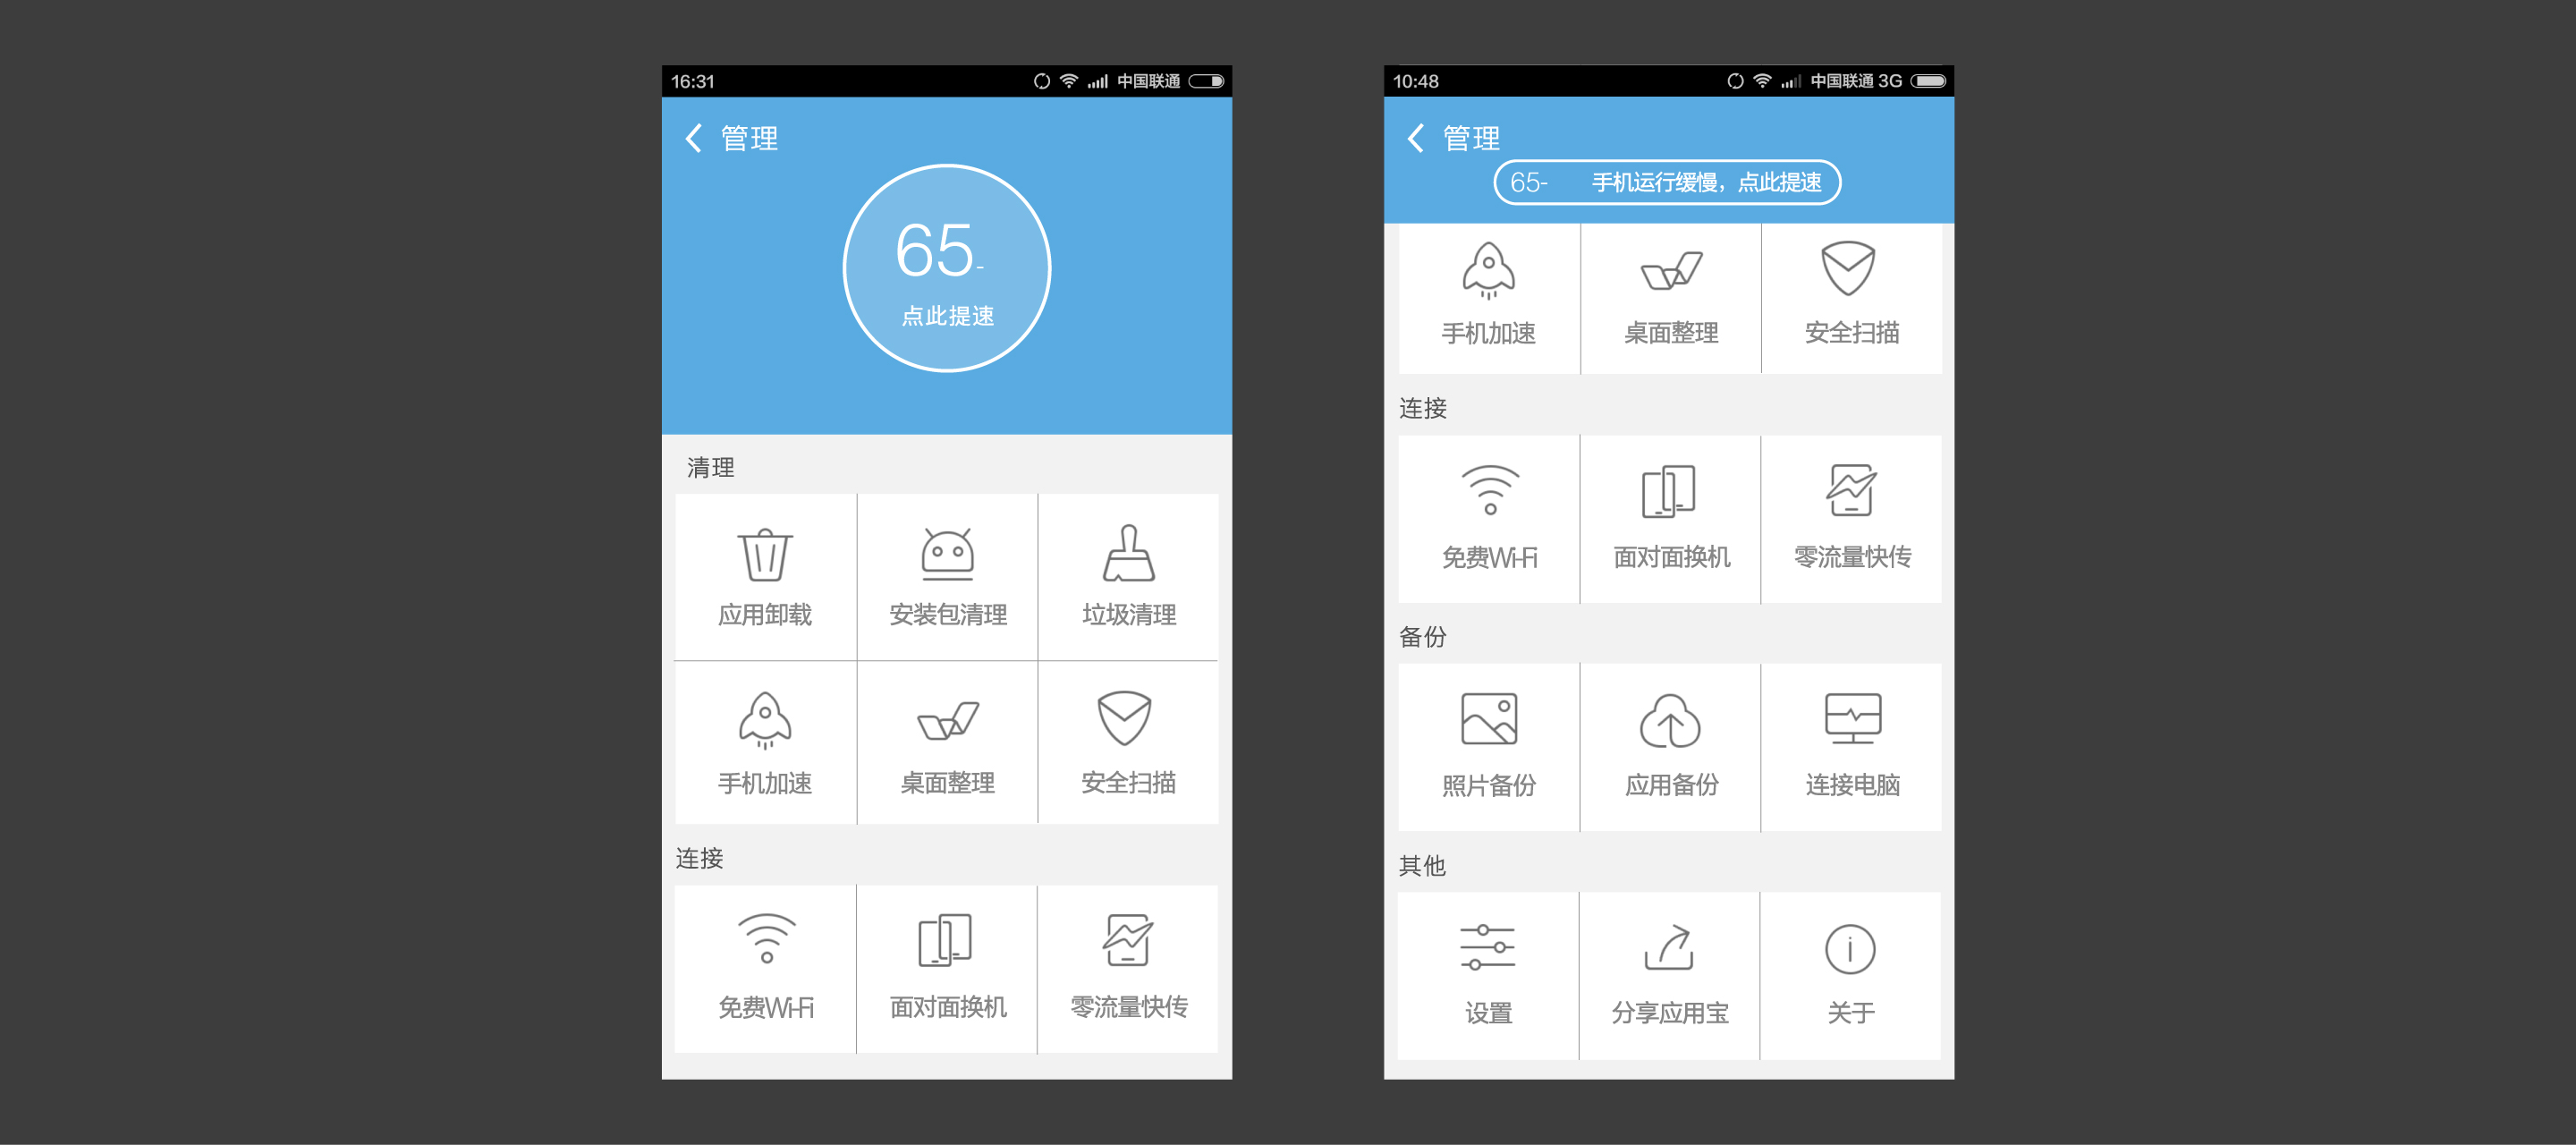 16:31 中国联通
管理
65-
点此提速
清理
应用卸载 安装包清理 垃圾清理
手机加速 桌面整理 安全扫描
连接
免费Wi-Fi 面对面换机 零流量快传
10:48 中国联通 3G
管理
65- 手机运行缓慢，点此提速
手机加速 桌面整理 安全扫描
连接
免费Wi-Fi 面对面换机 零流量快传
备份
照片备份 应用备份 连接电脑
其他
设置 分享应用宝 关于